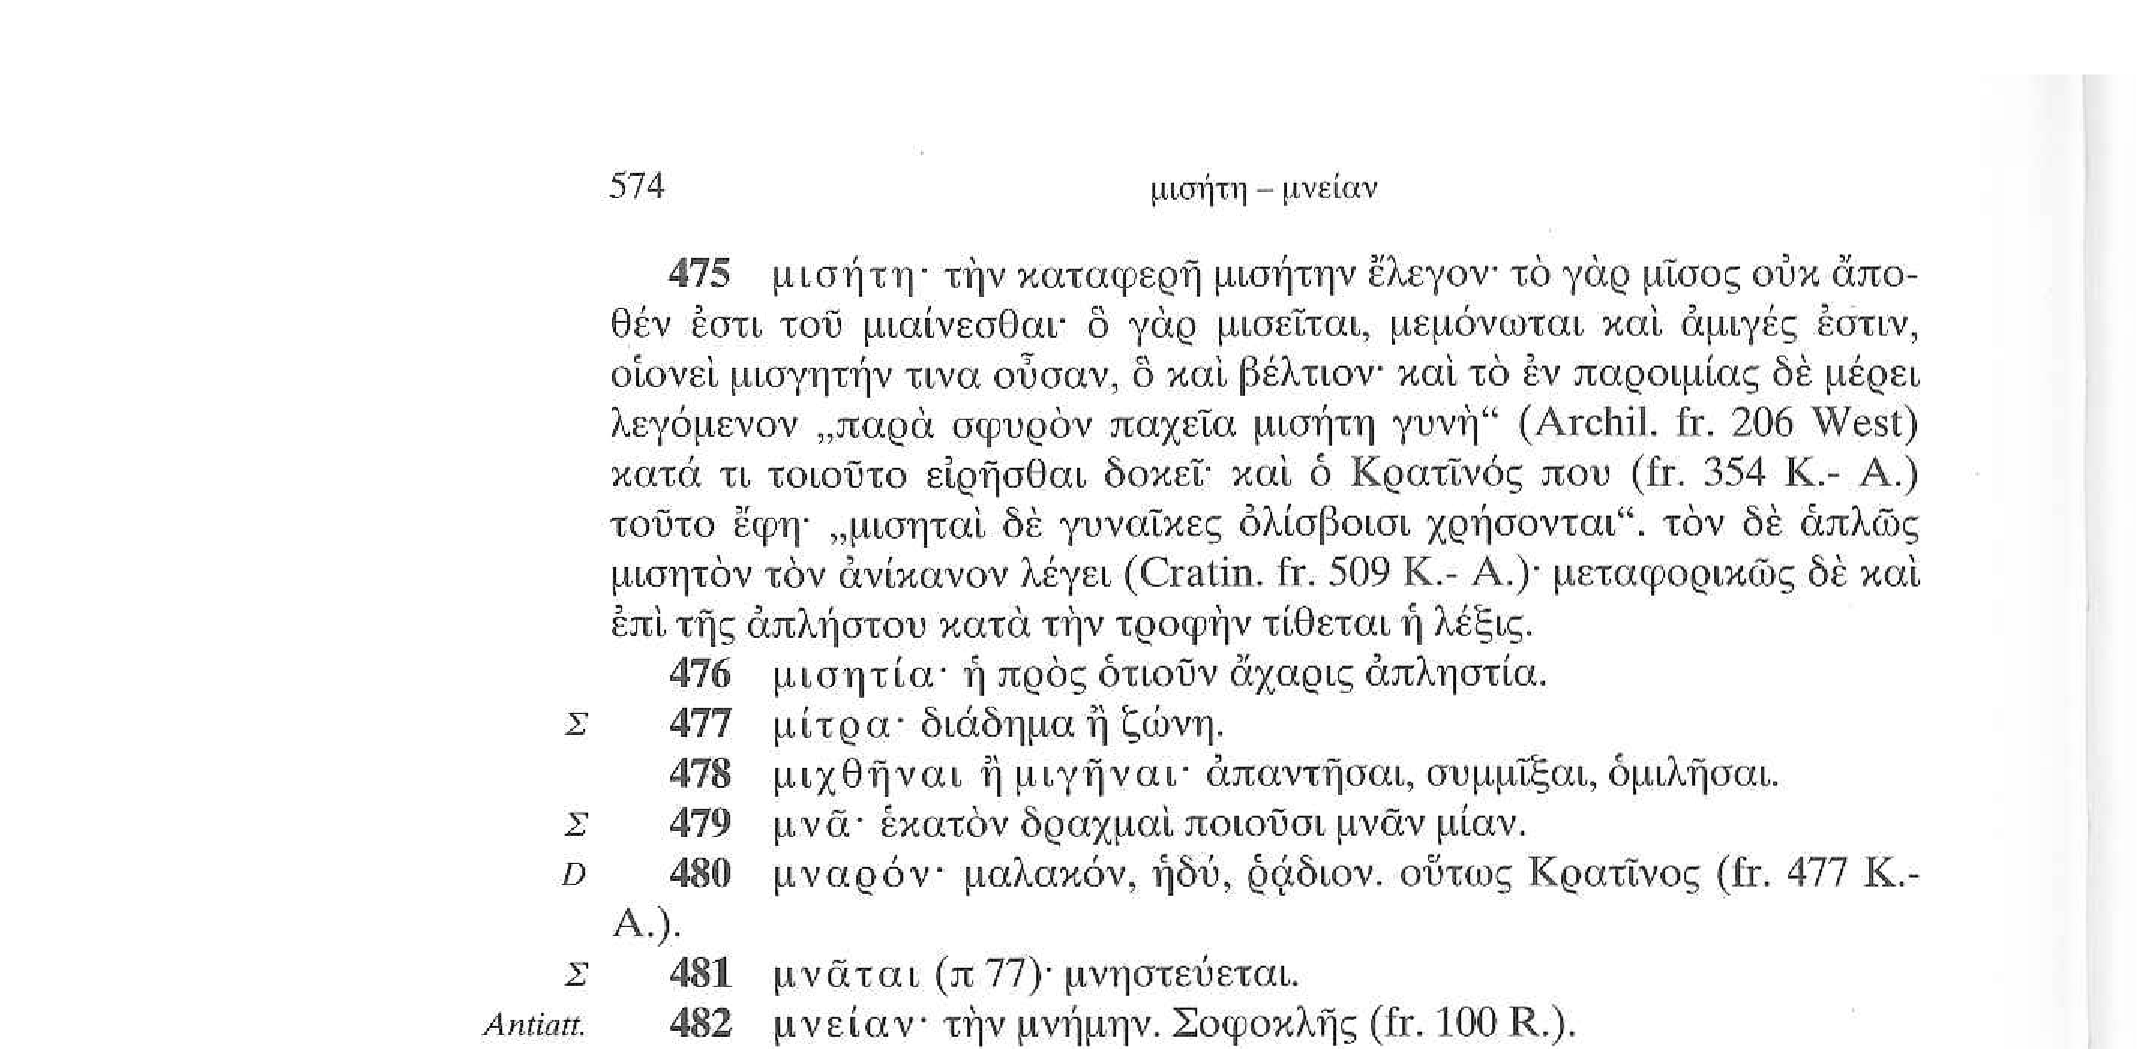 574 μισήτη – μνείαν
475 μισήτη· τὴν καταφερῆ μισήτην ἔλεγον· τὸ γὰρ μῖσος οὐκ ἄπο-
θέν ἐστι τοῦ μιαίνεσθαι· ὃ γὰρ μισεῖται, μεμόνωται καὶ ἀμιγές ἐστιν,
οἱονεὶ μισγητήν τινα οὖσαν, ὃ καὶ βέλτιον· καὶ τὸ ἐν παροιμίας δὲ μέρει
λεγόμενον „παρὰ σφυρὸν παχεῖα μισήτη γυνὴ“ (Archil. fr. 206 West)
κατά τι τοιοῦτο εἰρῆσθαι δοκεῖ· καὶ ὁ Κρατῖνός που (fr. 354 K.- A.)
τοῦτο ἔφη· „μισηταὶ δὲ γυναῖκες ὀλίσβοισι χρήσονται“. τὸν δὲ ἁπλῶς
μισητὸν τὸν ἀνίκανον λέγει (Cratin. fr. 509 K.- A.)· μεταφορικῶς δὲ καὶ
ἐπὶ τῆς ἀπλήστου κατὰ τὴν τροφὴν τίθεται ἡ λέξις.
476 μισητία· ἡ πρὸς ὁτιοῦν ἄχαρις ἀπληστία.
Σ 477 μίτρα· διάδημα ἢ ζώνη.
478 μιχθῆναι ἢ μιγῆναι· ἀπαντῆσαι, συμμῖξαι, ὁμιλῆσαι.
Σ 479 μνᾶ· ἑκατὸν δραχμαὶ ποιοῦσι μνᾶν μίαν.
D 480 μναρόν· μαλακόν, ἡδύ, ῥᾴδιον. οὕτως Κρατῖνος (fr. 477 K.-
A.).
Σ 481 μνᾶται (π 77)· μνηστεύεται.
Antiatt. 482 μνείαν· τὴν μνήμην. Σοφοκλῆς (fr. 100 R.).